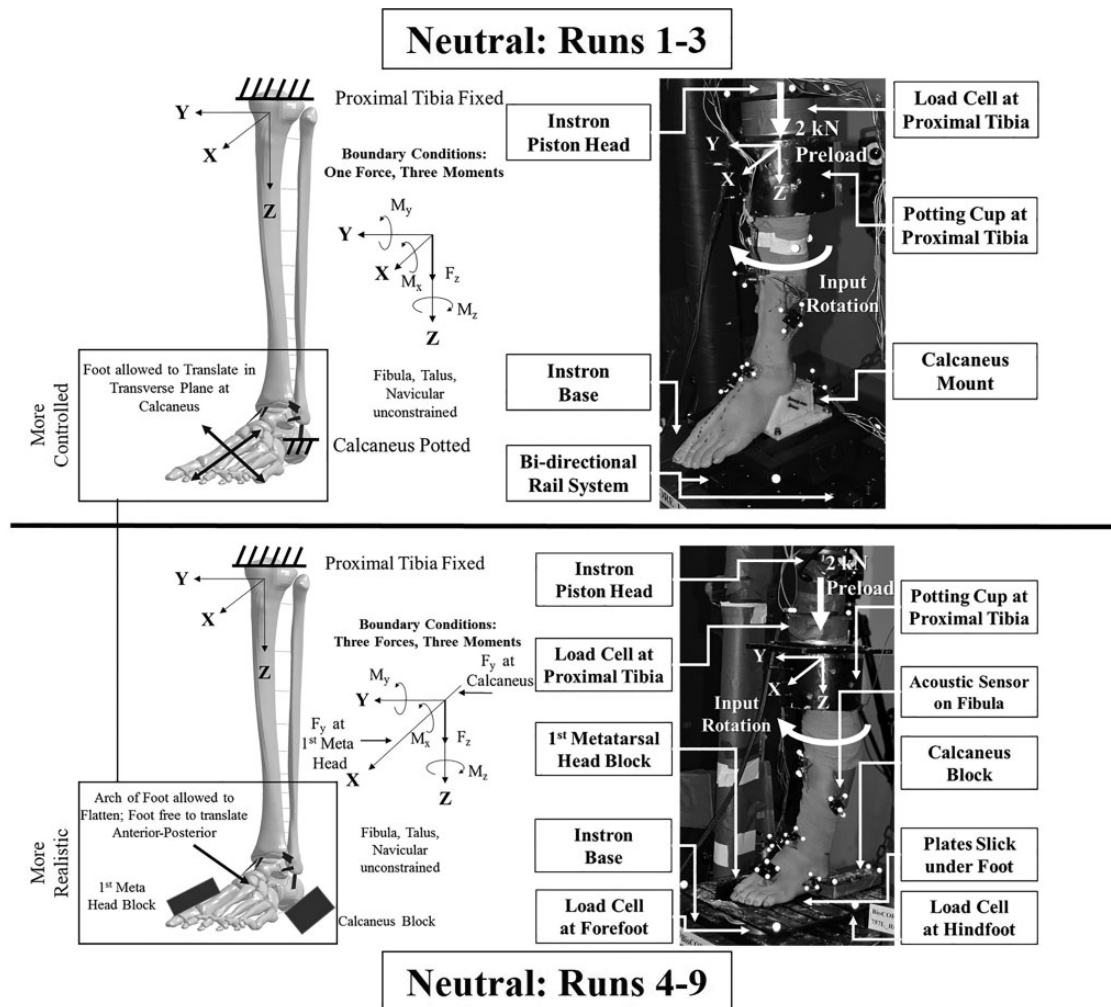 Neutral: Runs 1-3
Proximal Tibia Fixed
Y
X
Z
Boundary Conditions:
One Force, Three Moments
My
Y
X
Mx
Fz
Mz
Z
Fibula, Talus,
Navicular
unconstrained
More
Controlled
Foot allowed to Translate in
Transverse Plane at
Calcaneus
Calcaneus Potted
Instron
Piston Head
Load Cell at
Proximal Tibia
2 kN
Preload
Y
X
Z
Potting Cup at
Proximal Tibia
Input
Rotation
Instron
Base
Calcaneus
Mount
Bi-directional
Rail System
Proximal Tibia Fixed
Y
X
Z
Boundary Conditions:
Three Forces, Three Moments
Fy at
Calcaneus
My
Y
Fy at
1st Meta
Head
Mx
Fz
X
Mz
Z
Fibula, Talus,
Navicular
unconstrained
More
Realistic
Arch of Foot allowed to
Flatten; Foot free to translate
Anterior-Posterior
1st Meta
Head Block
Calcaneus Block
Instron
Piston Head
2 kN
Preload
Potting Cup at
Proximal Tibia
Load Cell at
Proximal Tibia
Y
X
Z
Acoustic Sensor
on Fibula
Input
Rotation
1st Metatarsal
Head Block
Calcaneus
Block
Instron
Base
Plates Slick
under Foot
Load Cell
at Forefoot
Load Cell
at Hindfoot
Neutral: Runs 4-9